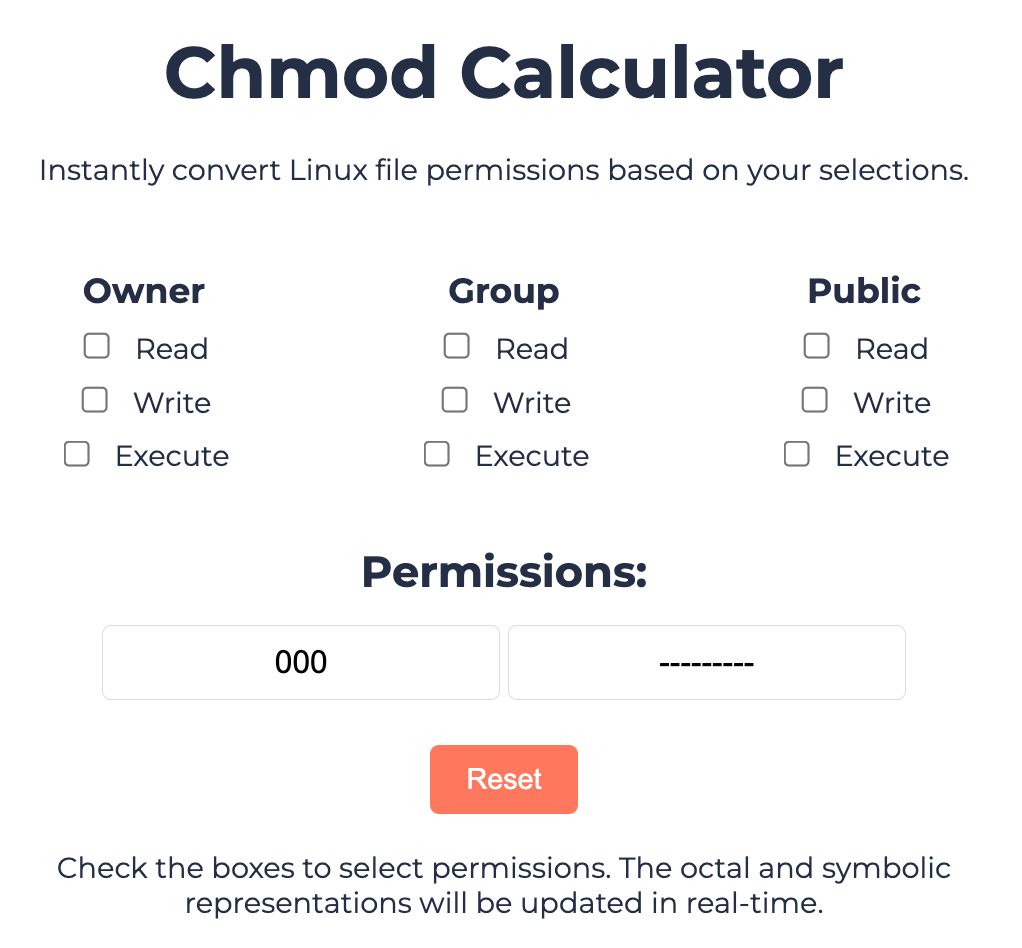 Chmod Calculator
Instantly convert Linux file permissions based on your selections.
Owner Group Public
Read Read Read
Write Write Write
Execute Execute Execute
Permissions:
000 ---------
Reset
Check the boxes to select permissions. The octal and symbolic
representations will be updated in real-time.